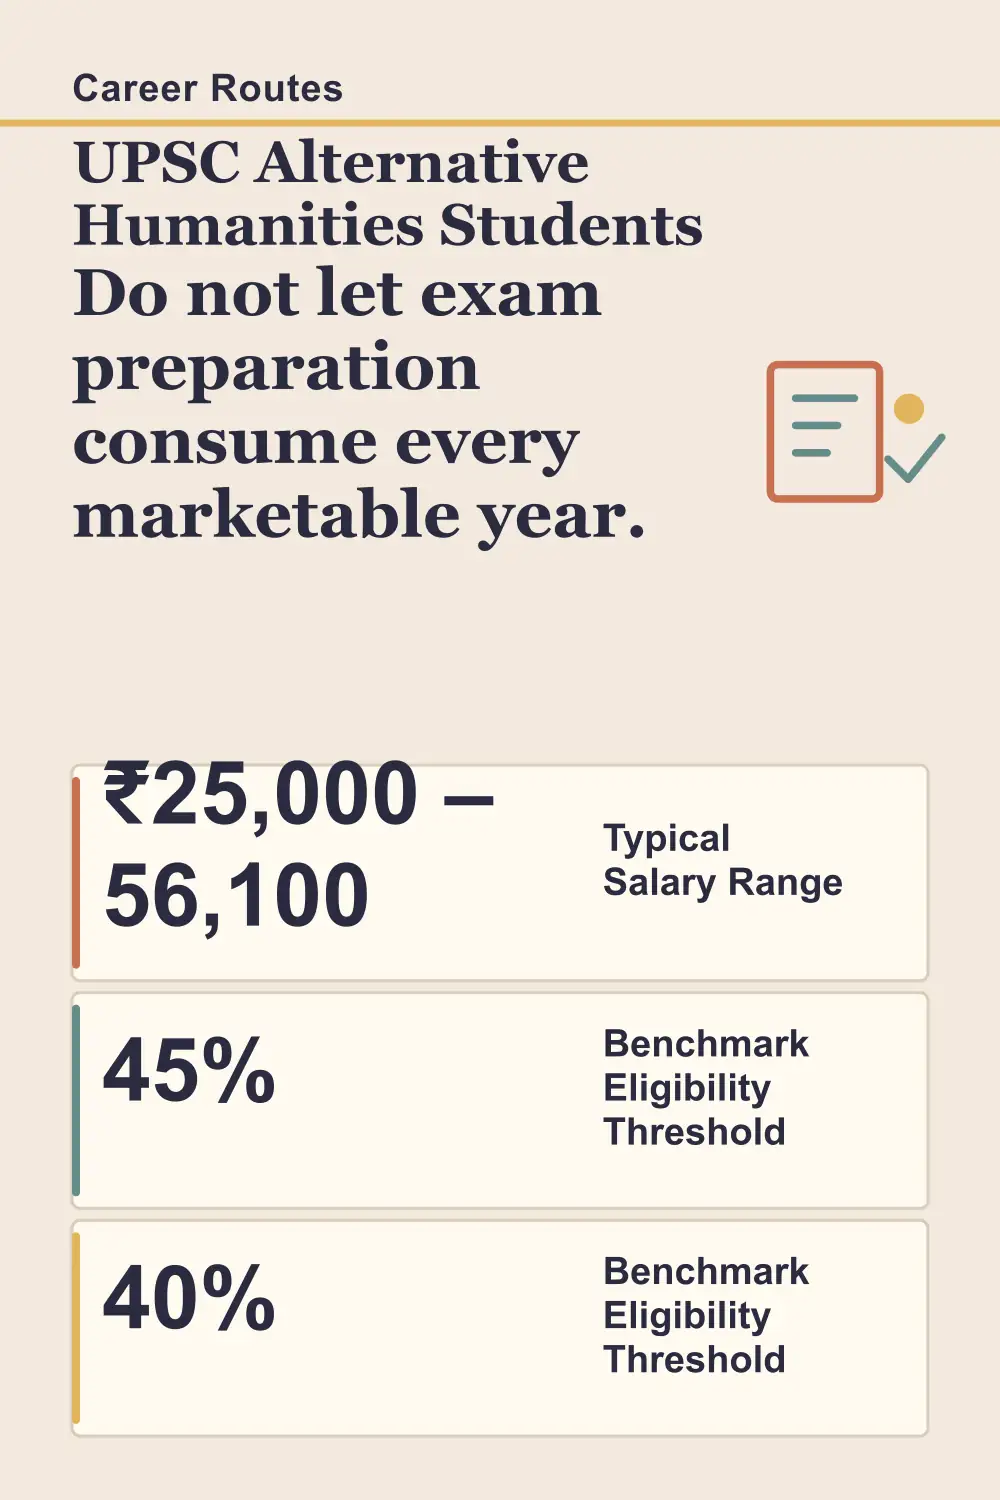 Career Routes
UPSC Alternative
Humanities Students
Do not let exam
preparation
consume every
marketable year.
₹25,000 –
56,100
Typical
Salary Range
45%
Benchmark
Eligibility
Threshold
40%
Benchmark
Eligibility
Threshold